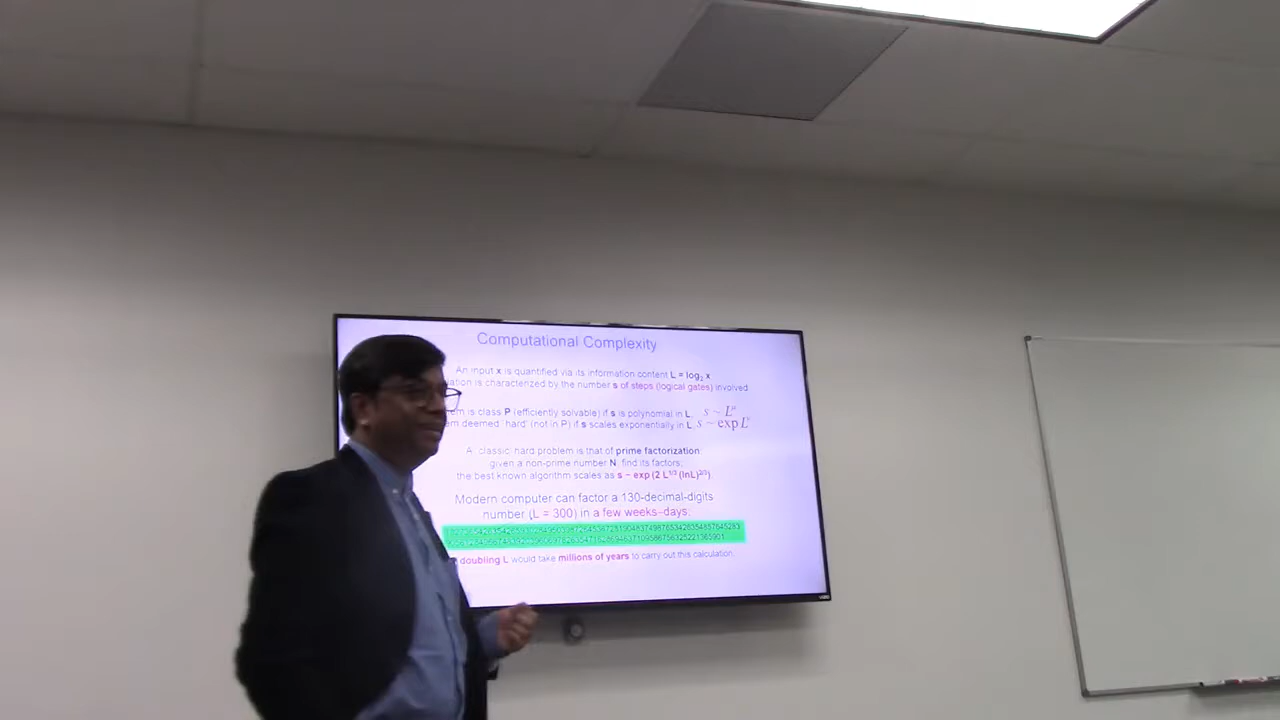 Computational Complexity
An input x is quantified via its information content L = log₂ x
is characterized by the number s of steps (logical gates) involved
is class P (efficiently solvable) if s is polynomial in L s ~ L
deemed 'hard' (not in P) if s scales exponentially in L s ~ exp L
A classic hard problem is that of prime factorization:
given a non-prime number N, find its factors;
the best known algorithm scales as s ~ exp (2 L^1/3 (lnL)^2/3)
Modern computer can factor a 130-decimal-digits
number (L = 300) in a few weeks-days;
doubling L would take millions of years to carry out this calculation.